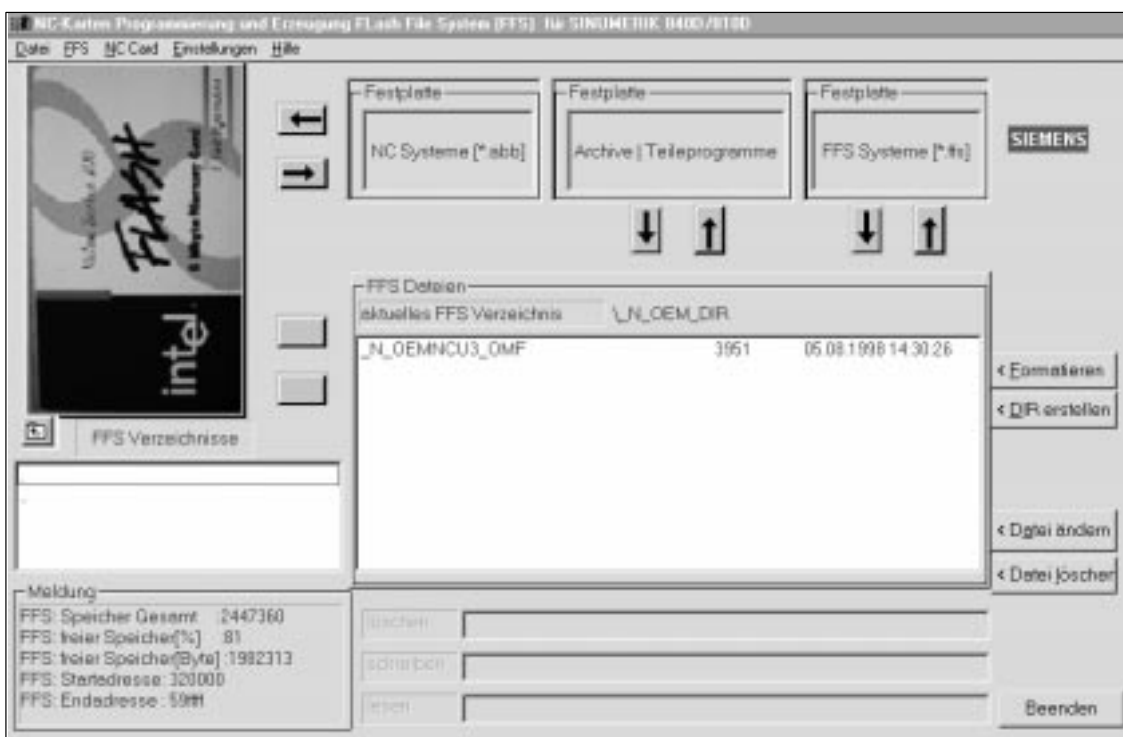 NC-Karten Programmierung und Erzeugung FLash File System (FFS) für SINUMERIK 840D/810D
Datei FFS NC Card Einstellungen Hilfe
FLASH
intel
Festplatte
NC Systeme [*.abb]
Festplatte
Archive | Teileprogramme
Festplatte
FFS Systeme [*.ffs]
SIEMENS
FFS Dateien
aktuelles FFS Verzeichnis \_N_OEM_DIR
_N_OEMNCU3_OMF 3951 05.08.1998 14:30:26
< Formatieren
< DIR erstellen
< Datei ändern
< Datei löschen
FFS Verzeichnisse
..
Meldung
FFS: Speicher Gesamt :2447360
FFS: freier Speicher[%] :81
FFS: freier Speicher[Byte] :1982313
FFS: Startadresse: 320000
FFS: Endadresse : 59ffff
löschen
schreiben
lesen
Beenden